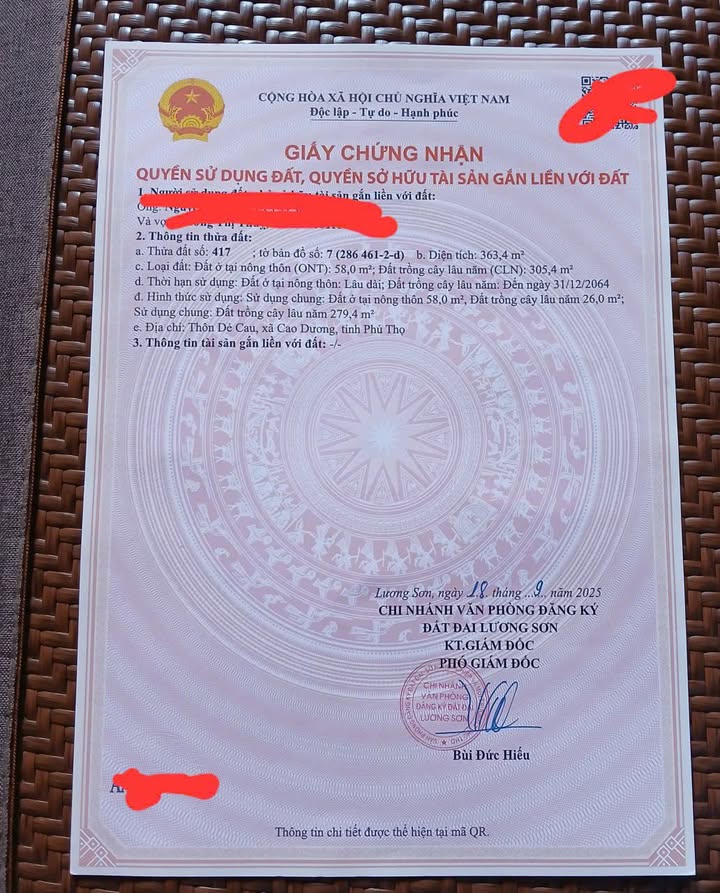 CỘNG HÒA XÃ HỘI CHỦ NGHĨA VIỆT NAM
Độc lập - Tự do - Hạnh phúc
GIẤY CHỨNG NHẬN
QUYỀN SỬ DỤNG ĐẤT, QUYỀN SỞ HỮU TÀI SẢN GẮN LIỀN VỚI ĐẤT
1. Người sử dụng đất, tài sản gắn liền với đất:
Ông:
Và vợ
2. Thông tin thửa đất:
a. Thửa đất số: 417 ; tờ bản đồ số: 7 (286 461-2-d) b. Diện tích: 363,4 m²
c. Loại đất: Đất ở tại nông thôn (ONT): 58,0 m²; Đất trồng cây lâu năm (CLN): 305,4 m²
d. Thời hạn sử dụng: Đất ở tại nông thôn: Lâu dài; Đất trồng cây lâu năm: Đến ngày 31/12/2064
đ. Hình thức sử dụng: Sử dụng chung: Đất ở tại nông thôn 58,0 m², Đất trồng cây lâu năm 26,0 m²;
Sử dụng chung: Đất trồng cây lâu năm 279,4 m²
e. Địa chỉ: Thôn Dẻ Cau, xã Cao Dương, tỉnh Phú Thọ
3. Thông tin tài sản gắn liền với đất: -/-
Lương Sơn, ngày 18 tháng 9 năm 2025
CHI NHÁNH VĂN PHÒNG ĐĂNG KÝ
ĐẤT ĐAI LƯƠNG SƠN
KT.GIÁM ĐỐC
PHÓ GIÁM ĐỐC
CHI NHÁNH
VĂN PHÒNG
ĐĂNG KÝ ĐẤT ĐAI
LƯƠNG SƠN
Bùi Đức Hiếu
Thông tin chi tiết được thể hiện tại mã QR.